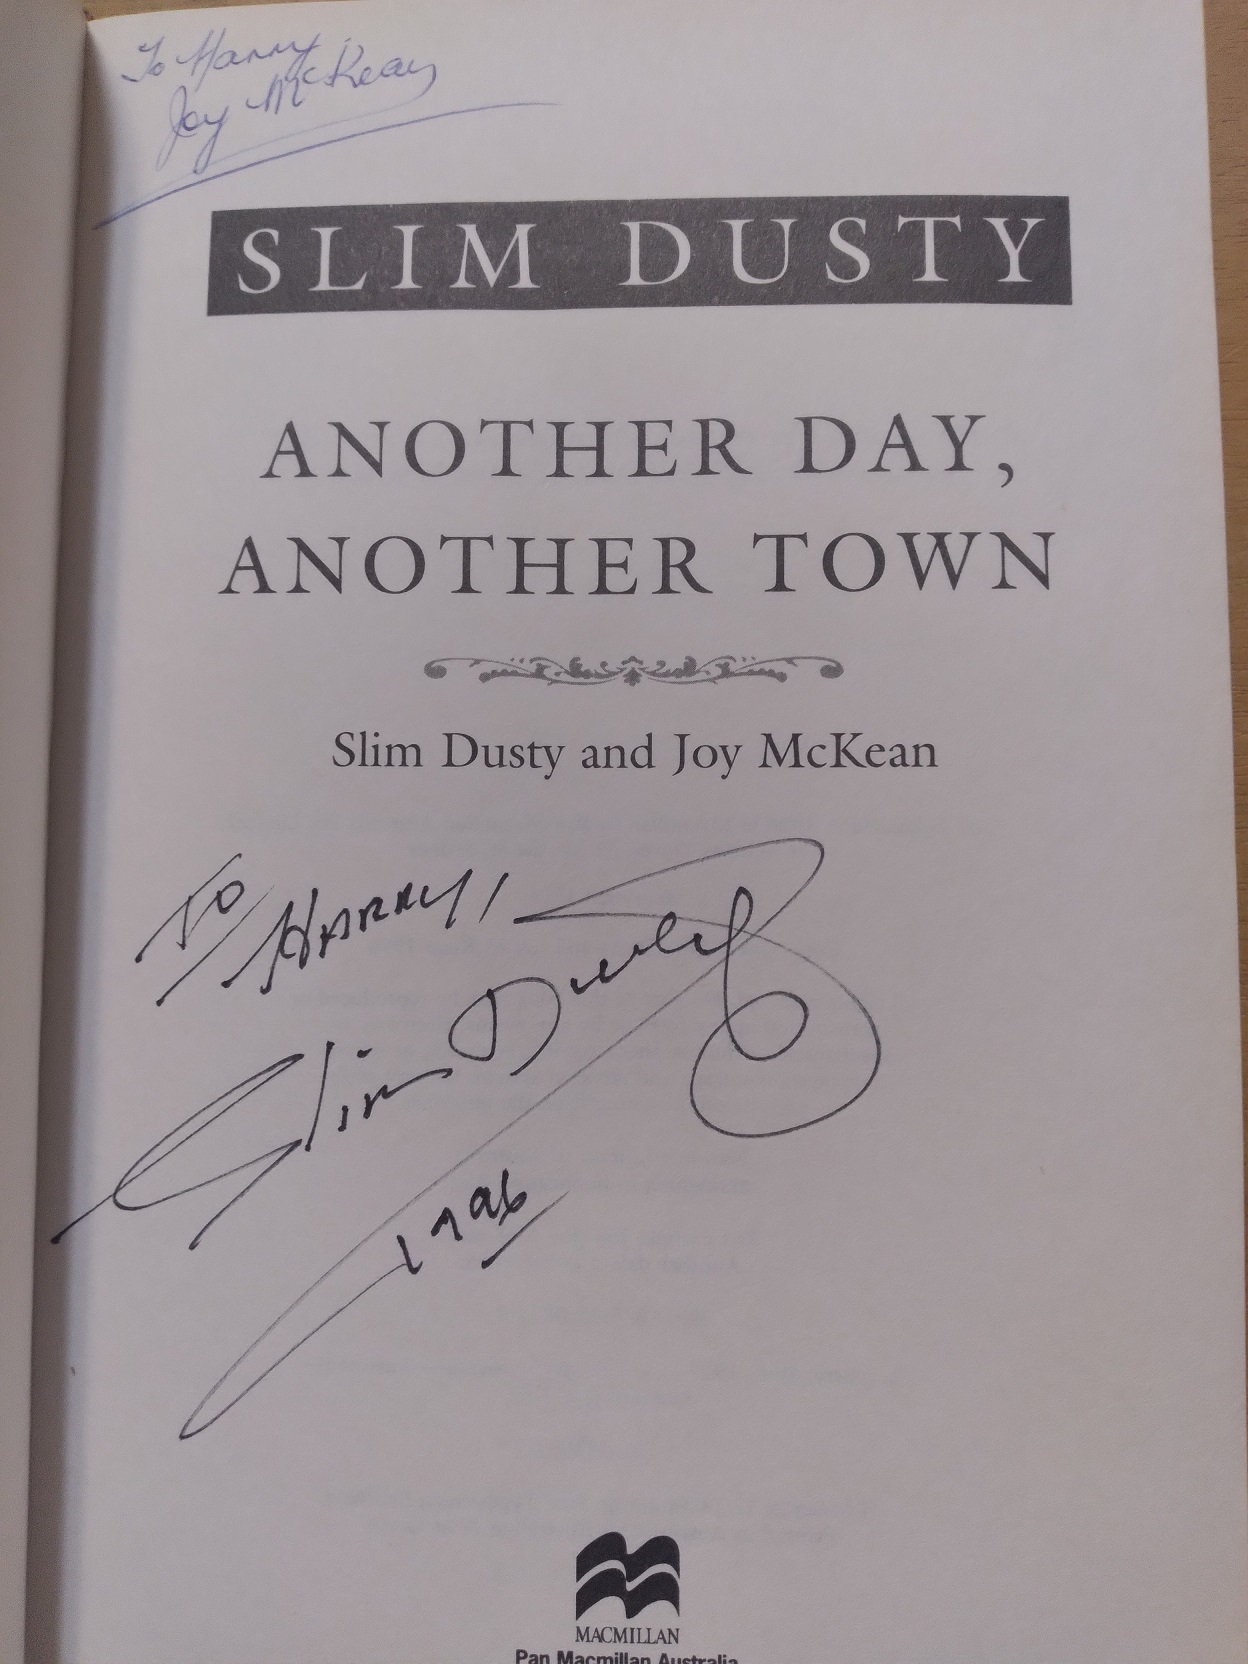 To Harry
Joy McKean
SLIM DUSTY
ANOTHER DAY,
ANOTHER TOWN
Slim Dusty and Joy McKean
TO HARRY,
Slim Dusty
1996
MACMILLAN
Pan Macmillan Australia